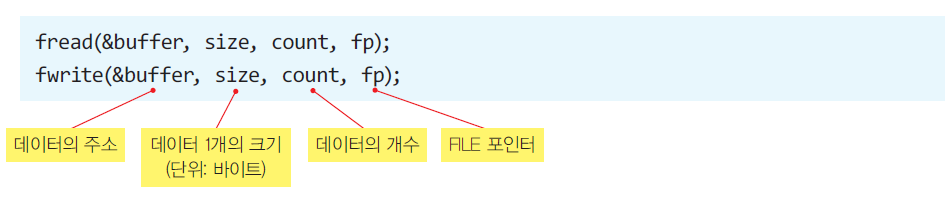 fread(&buffer, size, count, fp);
fwrite(&buffer, size, count, fp);
데이터의 주소
데이터 1개의 크기
(단위: 바이트)
데이터의 개수
FILE 포인터